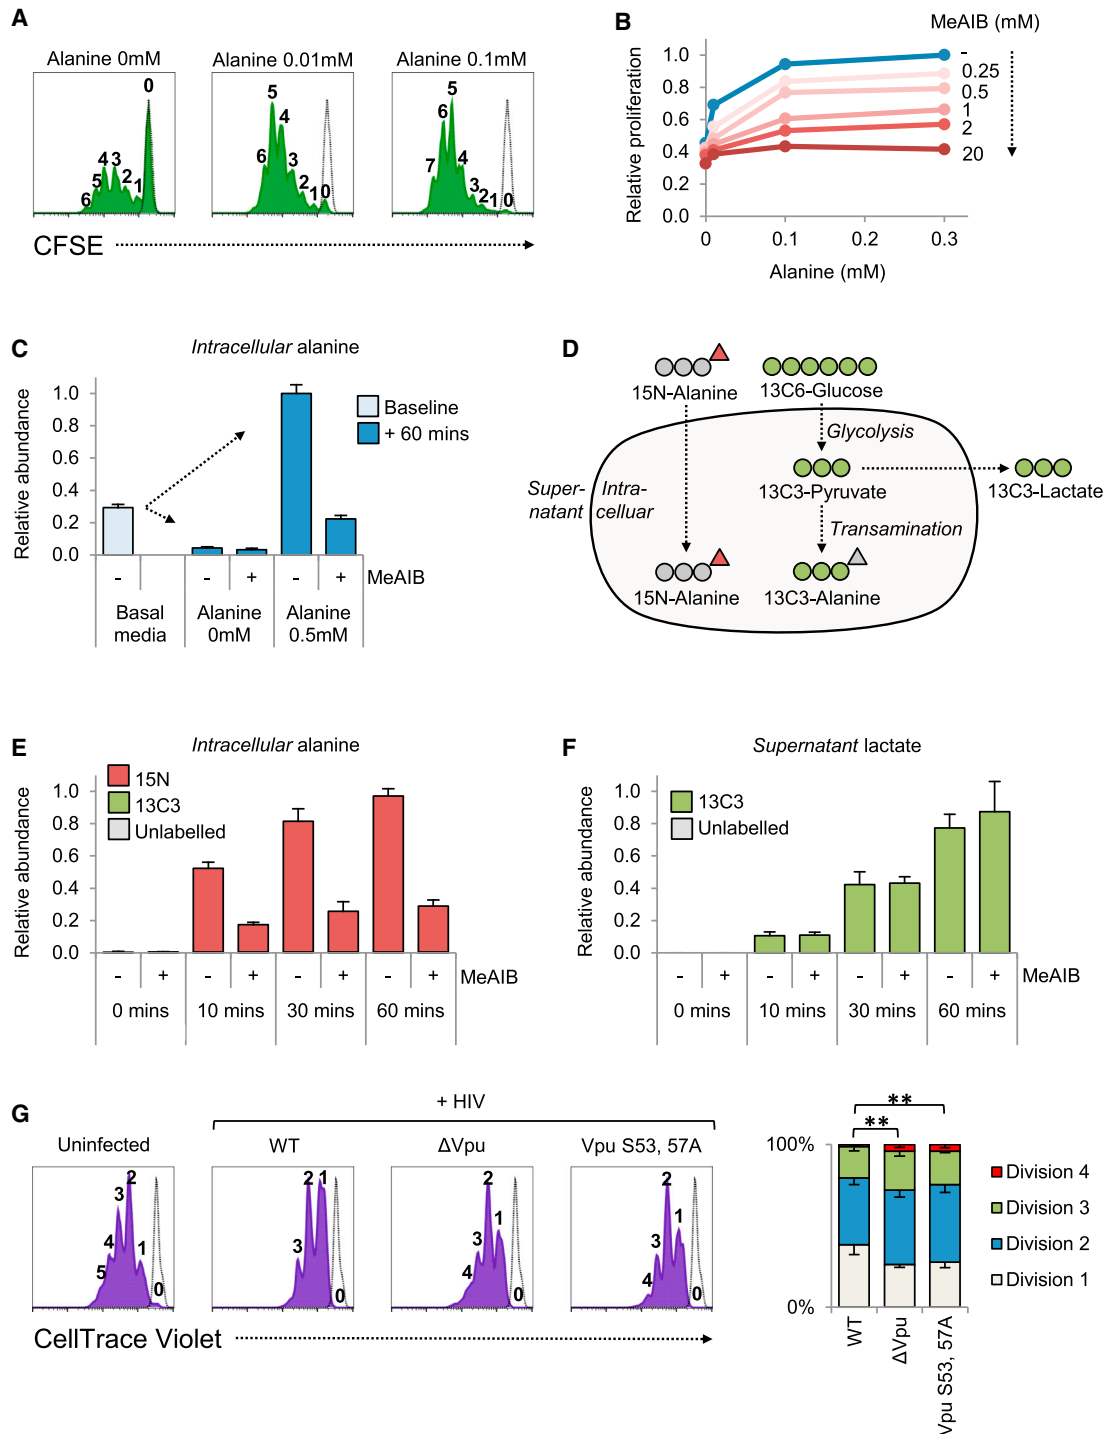 A
Alanine 0mM
Alanine 0.01mM
Alanine 0.1mM
0
1
2
3
4
5
6
0
1
2
3
4
5
6
0
1
2
3
4
5
6
7
CFSE
B
MeAIB (mM)
-
0.25
0.5
1
2
20
Relative proliferation
1.0
0.8
0.6
0.4
0.2
0.0
0
0.1
0.2
0.3
Alanine (mM)
C
Intracellular alanine
Relative abundance
1.0
0.8
0.6
0.4
0.2
0.0
Baseline
+ 60 mins
- - + - + MeAIB
Basal media
Alanine 0mM
Alanine 0.5mM
D
15N-Alanine
13C6-Glucose
Glycolysis
13C3-Pyruvate
13C3-Lactate
Super-
natant
Intra-
celluar
Transamination
15N-Alanine
13C3-Alanine
E
Intracellular alanine
15N
13C3
Unlabelled
Relative abundance
1.0
0.8
0.6
0.4
0.2
0.0
- + - + - + - + MeAIB
0 mins
10 mins
30 mins
60 mins
F
Supernatant lactate
13C3
Unlabelled
Relative abundance
1.0
0.8
0.6
0.4
0.2
0.0
- + - + - + - + MeAIB
0 mins
10 mins
30 mins
60 mins
G
+ HIV
Uninfected
WT
ΔVpu
Vpu S53, 57A
5
4
3
2
1
0
3
2
1
0
4
3
2
1
0
4
3
2
1
0
CellTrace Violet
**
**
100%
0%
WT
ΔVpu
Vpu S53, 57A
Division 4
Division 3
Division 2
Division 1